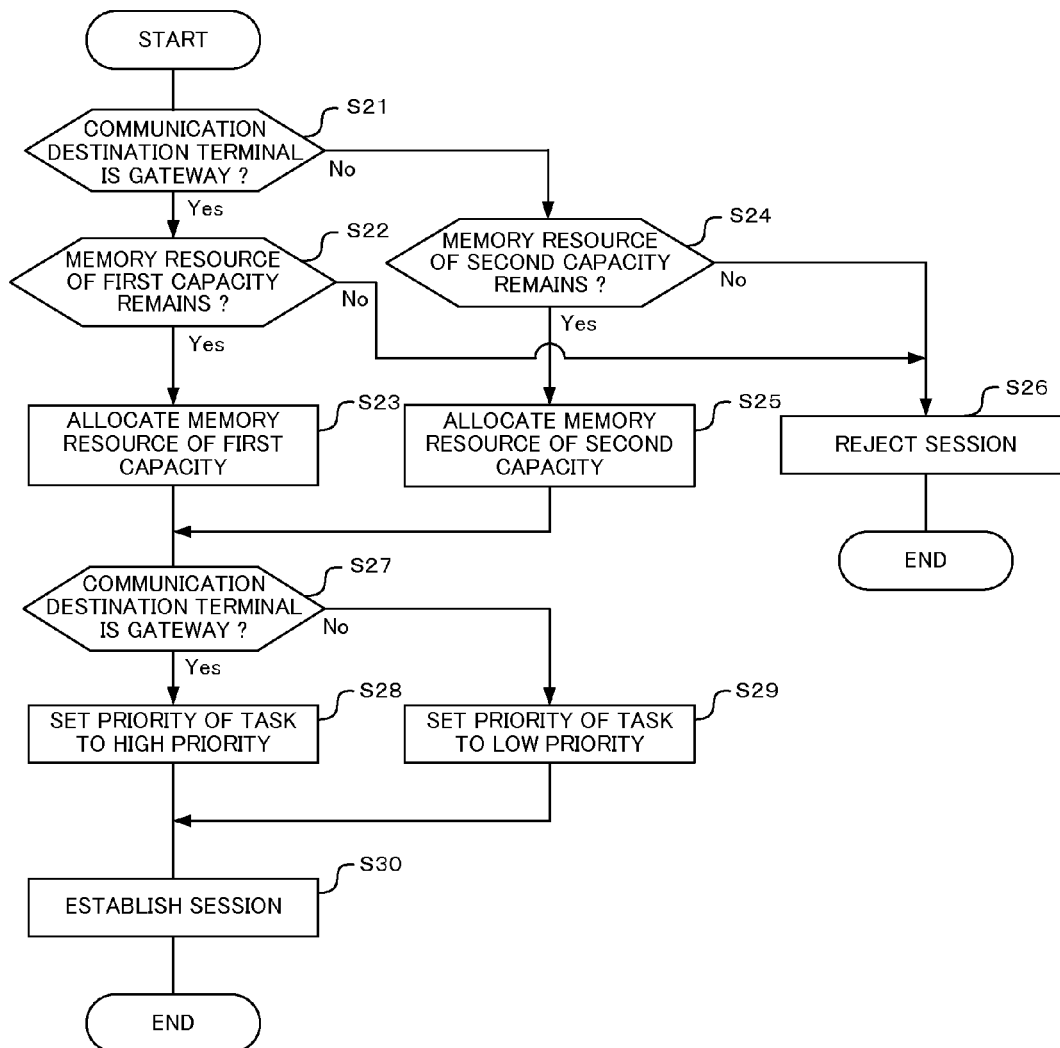 START
S21
COMMUNICATION
DESTINATION TERMINAL
IS GATEWAY ?
No
Yes
S22
MEMORY RESOURCE
OF FIRST CAPACITY
REMAINS ?
No
Yes
S24
MEMORY RESOURCE
OF SECOND CAPACITY
REMAINS ?
No
Yes
S23
ALLOCATE MEMORY
RESOURCE OF FIRST
CAPACITY
S25
ALLOCATE MEMORY
RESOURCE OF SECOND
CAPACITY
S26
REJECT SESSION
END
S27
COMMUNICATION
DESTINATION TERMINAL
IS GATEWAY ?
No
Yes
S28
SET PRIORITY OF TASK
TO HIGH PRIORITY
S29
SET PRIORITY OF TASK
TO LOW PRIORITY
S30
ESTABLISH SESSION
END